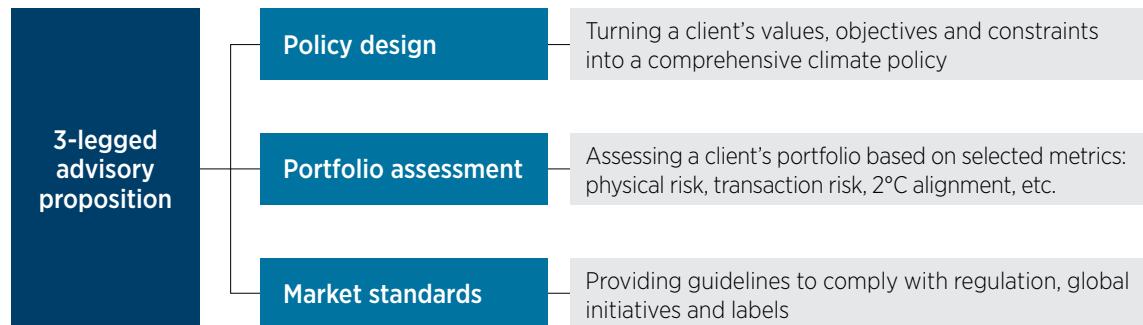 3-legged
advisory
proposition
Policy design
Turning a client’s values, objectives and constraints
into a comprehensive climate policy
Portfolio assessment
Assessing a client’s portfolio based on selected metrics:
physical risk, transaction risk, 2°C alignment, etc.
Market standards
Providing guidelines to comply with regulation, global
initiatives and labels